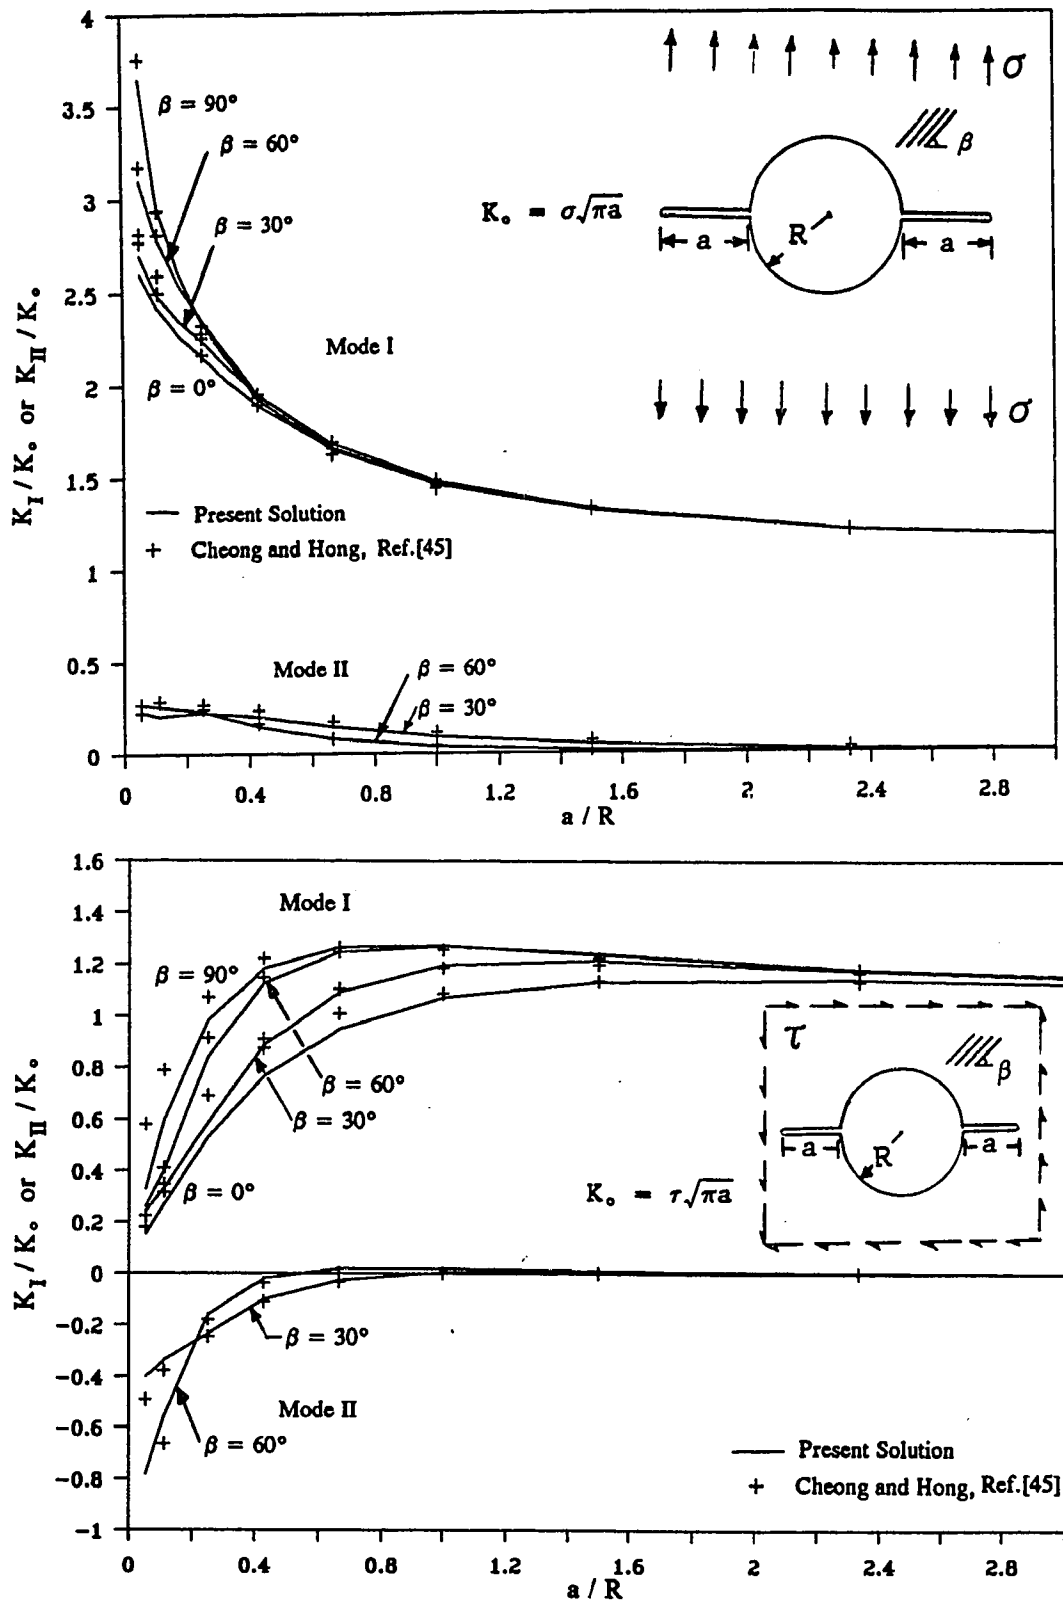 4
3.5
3
2.5
2
1.5
1
0.5
0
K_I / K₀ or K_II / K₀
β = 90°
β = 60°
β = 30°
β = 0°
Mode I
K₀ = σ√πa
σ
β
R
a
a
σ
— Present Solution
+ Cheong and Hong, Ref.[45]
Mode II
β = 60°
β = 30°
0 0.4 0.8 1.2 1.6 2 2.4 2.8
a / R
1.6
1.4
1.2
1
0.8
0.6
0.4
0.2
0
-0.2
-0.4
-0.6
-0.8
-1
K_I / K₀ or K_II / K₀
Mode I
β = 90°
β = 60°
β = 30°
β = 0°
τ
β
R
a
a
K₀ = τ√πa
β = 30°
Mode II
β = 60°
— Present Solution
+ Cheong and Hong, Ref.[45]
0 0.4 0.8 1.2 1.6 2 2.4 2.8
a / R